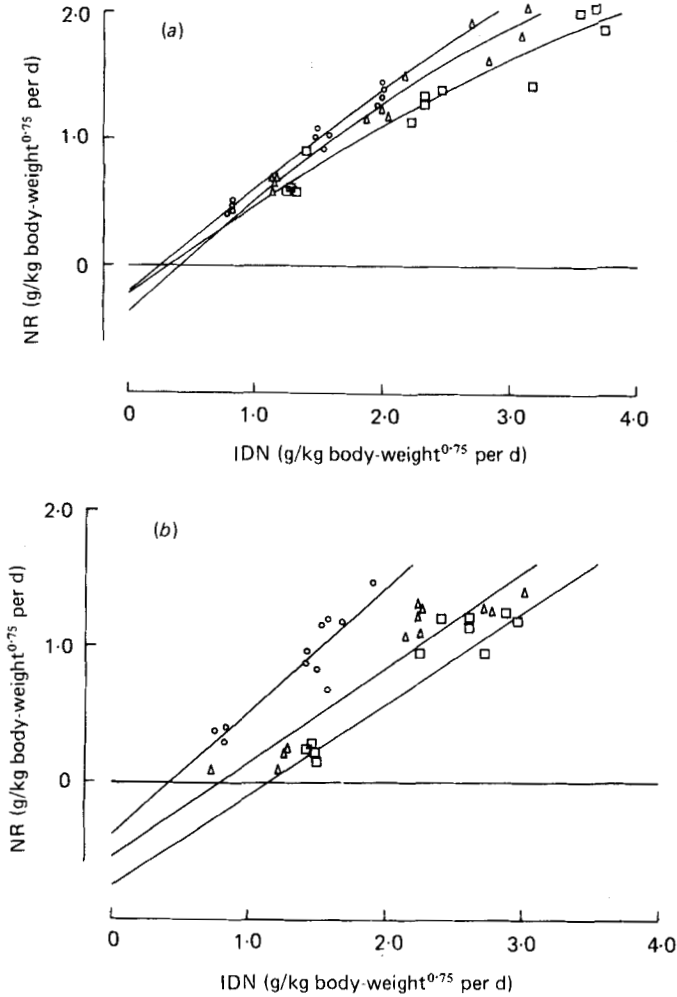 2·0
(a)
1·0
0
NR (g/kg body-weight⁰·⁷⁵ per d)
0 1·0 2·0 3·0 4·0
IDN (g/kg body-weight⁰·⁷⁵ per d)
2·0
(b)
1·0
0
NR (g/kg body-weight⁰·⁷⁵ per d)
0 1·0 2·0 3·0 4·0
IDN (g/kg body-weight⁰·⁷⁵ per d)